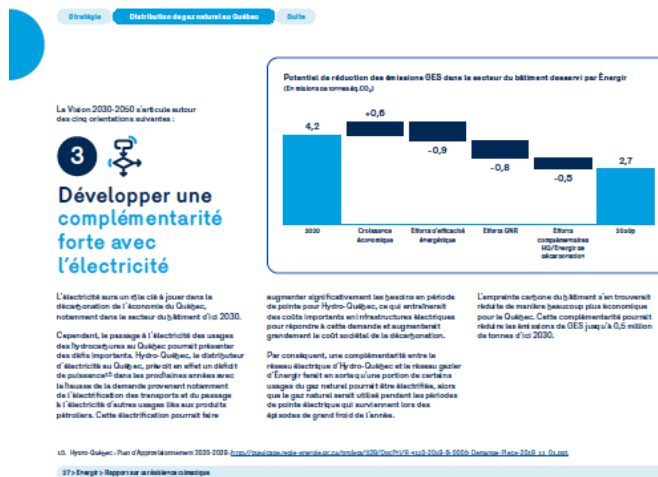 Stratégie
Distribution de gaz naturel au Québec
Suite
La Vision 2030-2050 s'articule autour
des cinq orientations suivantes :
3
Développer une
complémentarité
forte avec
l'électricité
Potentiel de réduction des émissions GES dans le secteur du bâtiment desservi par Énergir
(En millions de tonnes éq. CO₂)
4,2
+0,6
-0,9
-0,8
-0,5
2,7
2020
Croissance
économique
Efforts d'efficacité
énergétique
Efforts GNR
Efforts
complémentaires
HQ/Énergir de
décarbonation
2030p
L'électricité aura un rôle clé à jouer dans la
décarbonation de l'économie du Québec,
notamment dans le secteur du bâtiment d'ici 2030.
Cependant, le passage à l'électricité des usages
des hydrocarbures au Québec pourrait présenter
des défis importants. Hydro-Québec, le distributeur
d'électricité au Québec, prévoit en effet un déficit
de puissance¹⁸ dans les prochaines années avec
la hausse de la demande provenant notamment
de l'électrification des transports et du passage
à l'électricité d'autres usages liés aux produits
pétroliers. Cette électrification pourrait faire
augmenter significativement les besoins en période
de pointe pour Hydro-Québec, ce qui entraînerait
des coûts importants en infrastructures électriques
pour répondre à cette demande et augmenterait
grandement le coût sociétal de la décarbonation.
Par conséquent, une complémentarité entre le
réseau électrique d'Hydro-Québec et le réseau gazier
d'Énergir ferait en sorte qu'une portion de certains
usages du gaz naturel pourrait être électrifiée, alors
que le gaz naturel serait utilisé pendant les périodes
de pointe électrique qui surviennent lors des
épisodes de grand froid de l'année.
L'empreinte carbone du bâtiment s'en trouverait
réduite de manière beaucoup plus économique
pour le Québec. Cette complémentarité pourrait
réduire les émissions de GES jusqu'à 0,5 million
de tonnes d'ici 2030.
18. Hydro-Québec : Plan d'Approvisionnement 2020-2029-
37 > Énergir > Rapport sur la résilience climatique